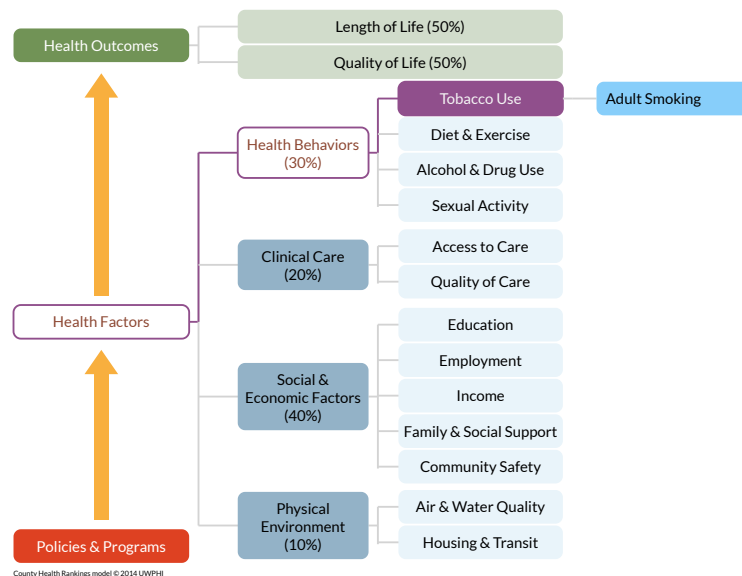 Health Outcomes
Length of Life (50%)
Quality of Life (50%)
Tobacco Use
Adult Smoking
Health Behaviors
(30%)
Diet & Exercise
Alcohol & Drug Use
Sexual Activity
Clinical Care
(20%)
Access to Care
Quality of Care
Health Factors
Social &
Economic Factors
(40%)
Education
Employment
Income
Family & Social Support
Community Safety
Physical
Environment
(10%)
Air & Water Quality
Housing & Transit
Policies & Programs
County Health Rankings model © 2014 UWPHI